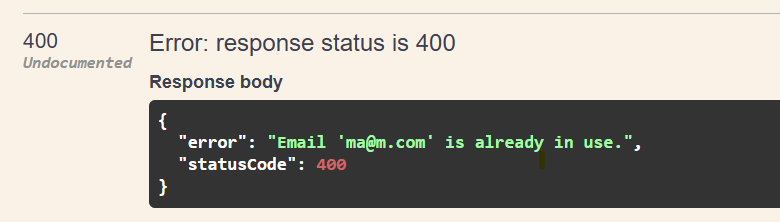 400 Error: response status is 400
Undocumented
Response body
{
"error": "Email 'ma@m.com' is already in use.",
"statusCode": 400
}